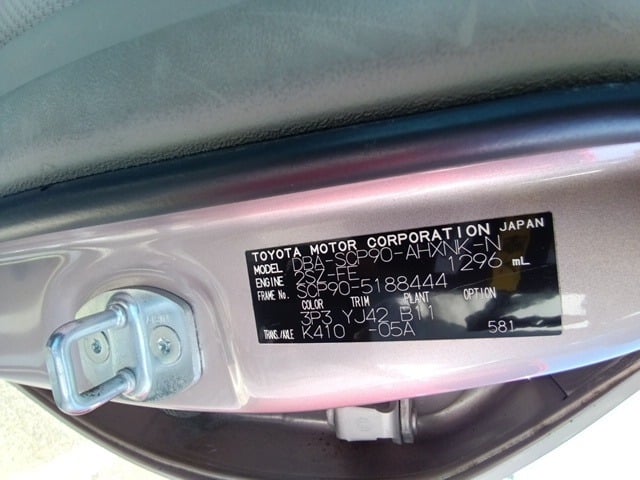 TOYOTA MOTOR CORPORATION JAPAN
MODEL DBA-SCP90-AHXNK-N
ENGINE 2SZ-FE 1296 mL
FRAME No. SCP90-5188444
COLOR TRIM PLANT OPTION
3P3 YJ42 B11
TRANS./AXLE K410 -05A 581